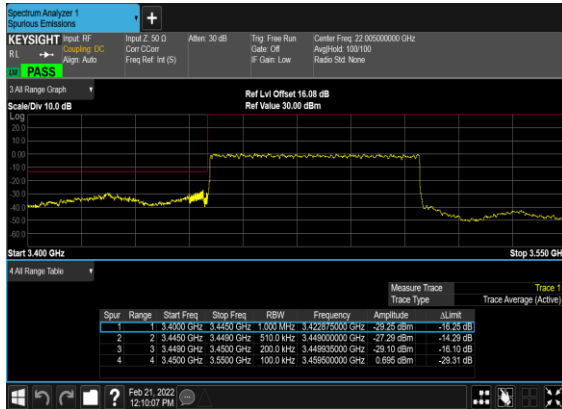 Spectrum Analyzer 1
Spurious Emissions
KEYSIGHT Input: RF Input Z: 50 Ω Atten: 30 dB Trig: Free Run Center Freq: 22.005000000 GHz
RL Coupling: DC Corr CCorr Gate: Off Avg|Hold: 100/100
Align: Auto Freq Ref: Int (S) IF Gain: Low Radio Std: None
LV PASS
3 All Range Graph
Ref Lvl Offset 16.08 dB
Scale/Div 10.0 dB Ref Value 30.00 dBm
Log
20.0
10.0
0.00
-10.0
-20.0
-30.0
-40.0
-50.0
-60.0
Start 3.400 GHz Stop 3.550 GHz
4 All Range Table
Measure Trace Trace 1
Trace Type Trace Average (Active)
Spur Range Start Freq Stop Freq RBW Frequency Amplitude ΔLimit
1 1 3.4000 GHz 3.4450 GHz 1.000 MHz 3.422875000 GHz -29.25 dBm -16.25 dB
2 2 3.4450 GHz 3.4490 GHz 510.0 kHz 3.449000000 GHz -27.29 dBm -14.29 dB
3 3 3.4490 GHz 3.4500 GHz 200.0 kHz 3.449935000 GHz -29.10 dBm -16.10 dB
4 4 3.4500 GHz 3.5500 GHz 100.0 kHz 3.459500000 GHz 0.695 dBm -29.31 dB
? Feb 21, 2022
12:10:07 PM